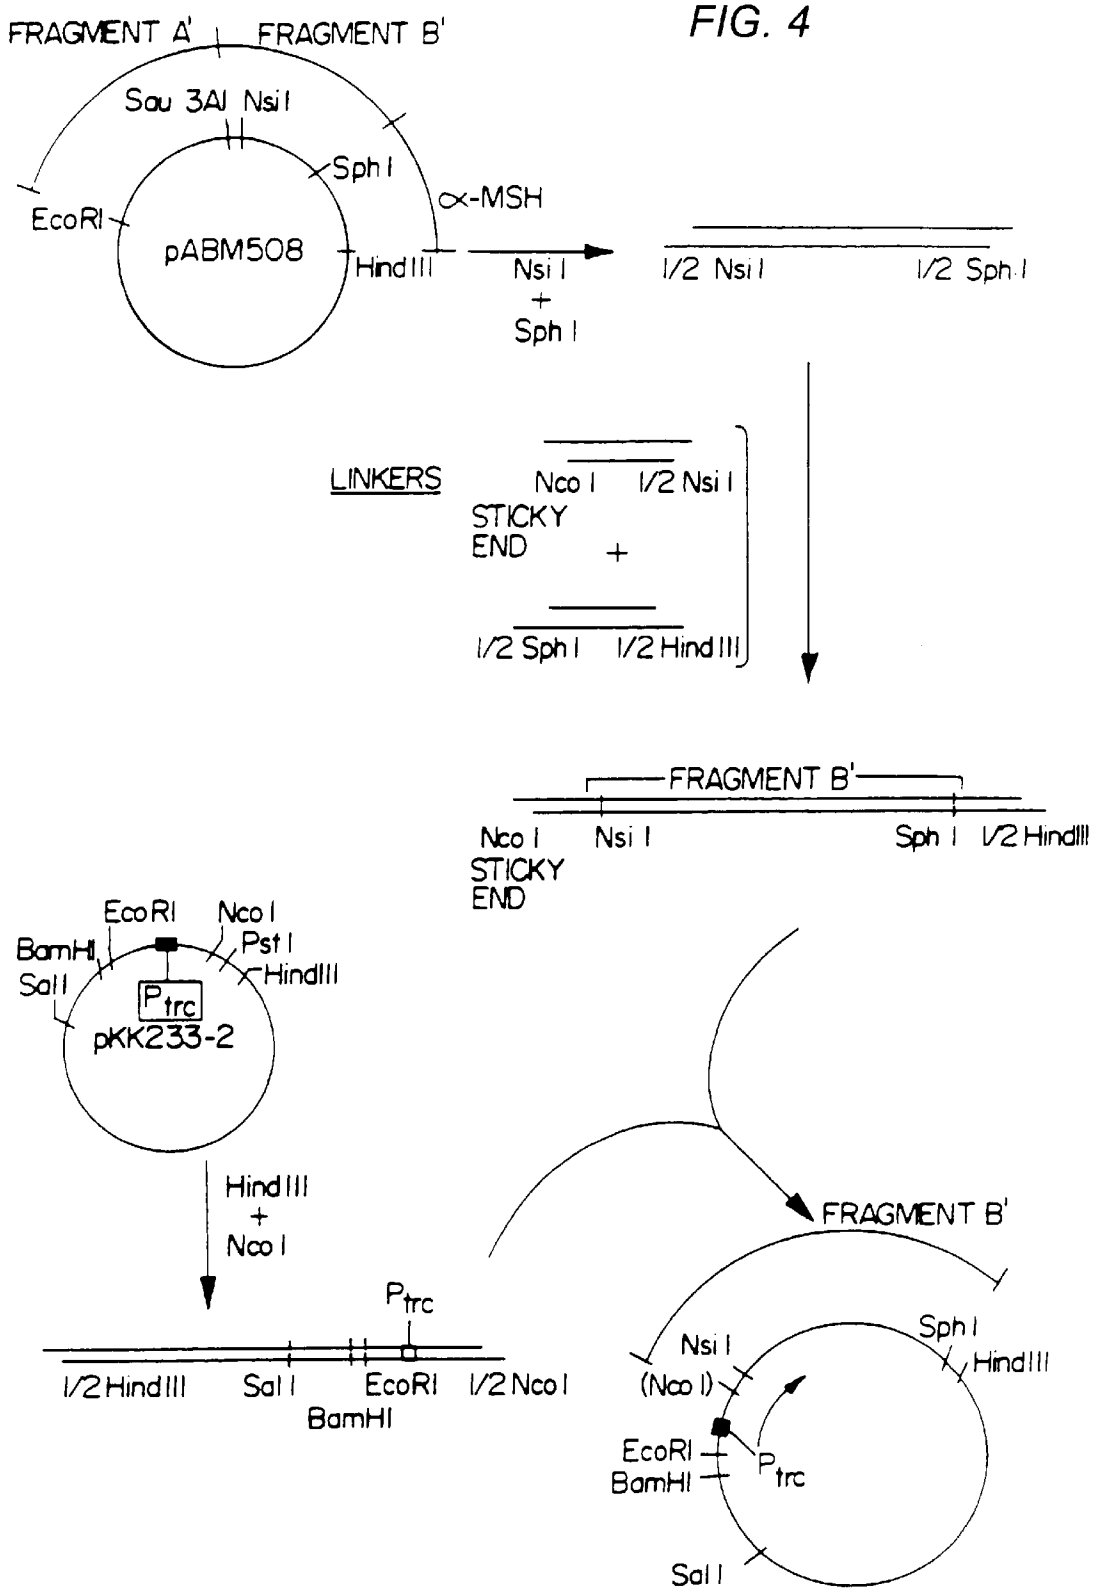 FIG. 4
FRAGMENT A' FRAGMENT B'
Sau 3AI NsiI
SphI
α-MSH
EcoRI
pABM508
HindIII
NsiI
+
SphI
1/2 NsiI 1/2 SphI
LINKERS
NcoI 1/2 NsiI
STICKY
END
+
1/2 SphI 1/2 HindIII
FRAGMENT B'
NcoI NsiI SphI 1/2 HindIII
STICKY
END
EcoRI NcoI
BamHI PstI
SalI HindIII
Ptrc
pKK233-2
HindIII
+
NcoI
Ptrc
1/2 HindIII SalI EcoRI 1/2 NcoI
BamHI
FRAGMENT B'
NsiI SphI
(NcoI) HindIII
EcoRI
BamHI Ptrc
SalI